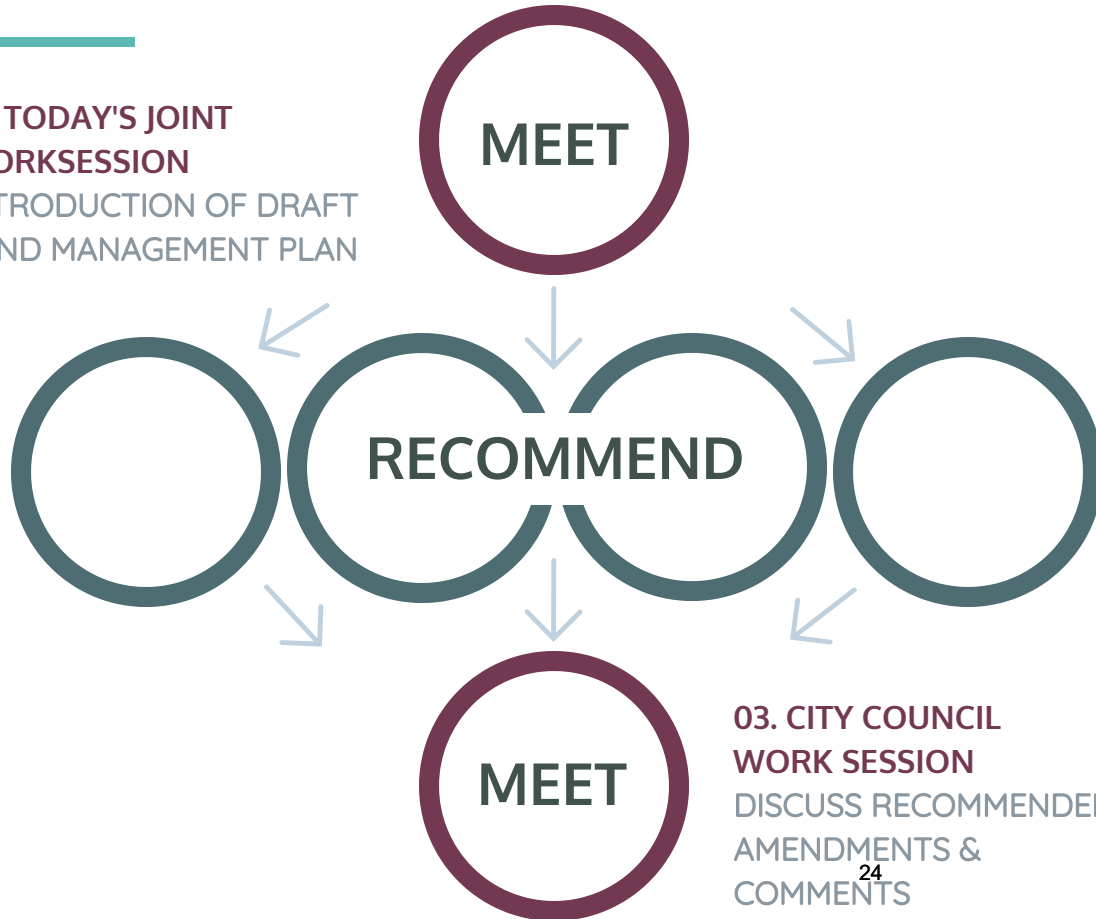 MEET
TODAY'S JOINT
ORKSESSION
TRODUCTION OF DRAFT
ND MANAGEMENT PLAN
RECOMMEND
MEET
03. CITY COUNCIL
WORK SESSION
DISCUSS RECOMMENDE
AMENDMENTS &
COMMENTS
24